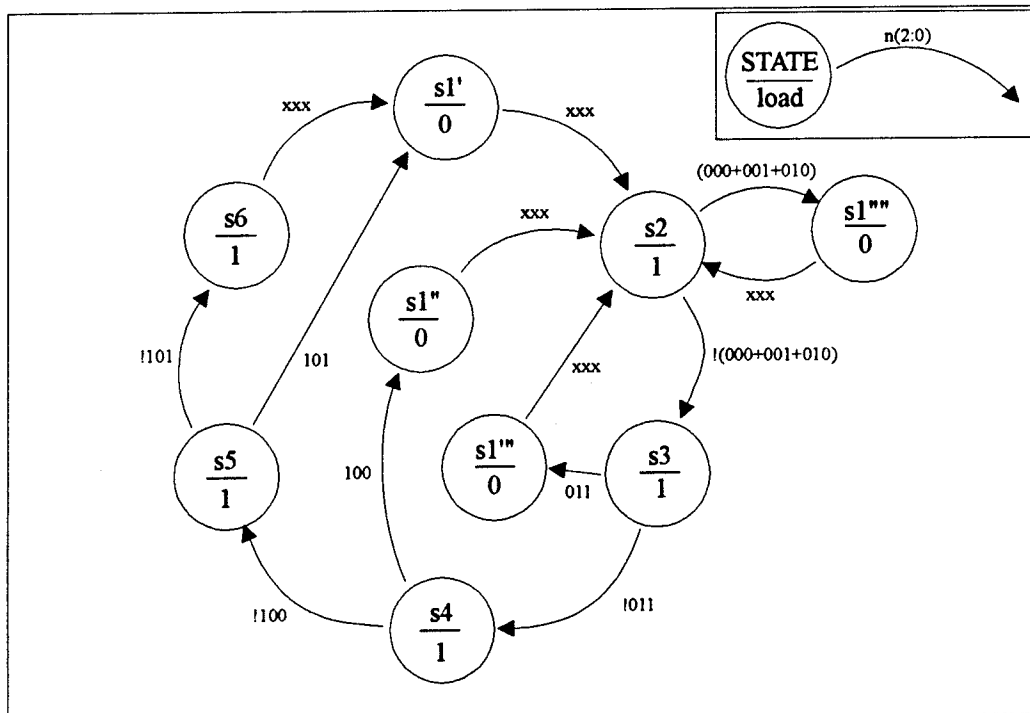 n(2:0)
STATE
load
s1'
0
xxx
xxx
(000+001+010)
s6
1
xxx
s2
1
s1""
0
xxx
s1"
0
!101
101
xxx
!(000+001+010)
s5
1
100
s1'"
0
011
s3
1
!100
s4
1
!011